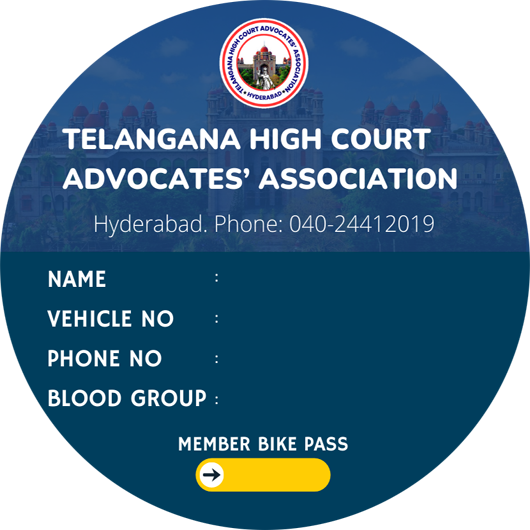 TELANGANA HIGH COURT ADVOCATES' ASSOCIATION
• HYDERABAD •
TELANGANA HIGH COURT
ADVOCATES’ ASSOCIATION
Hyderabad. Phone: 040-24412019
NAME :
VEHICLE NO :
PHONE NO :
BLOOD GROUP :
MEMBER BIKE PASS